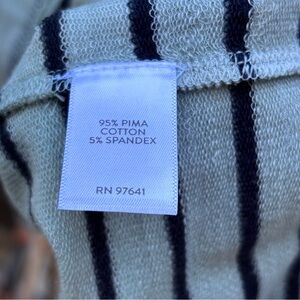 95% PIMA
COTTON
5% SPANDEX
RN 97641